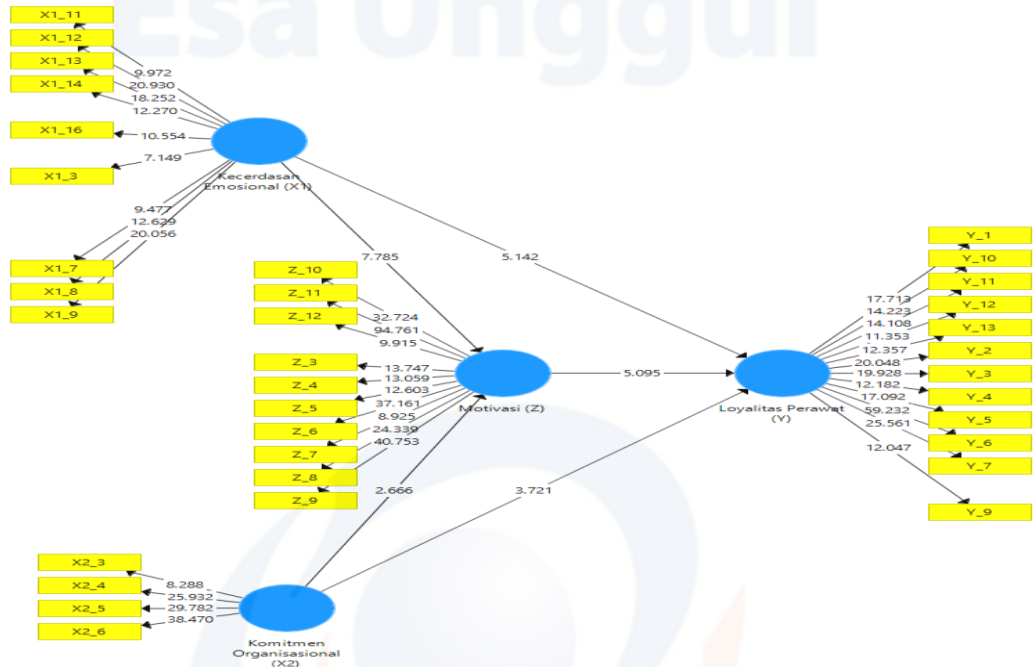 Esa Unggul
X1_11
X1_12
X1_13
X1_14
X1_16
X1_3
X1_7
X1_8
X1_9
9.972
20.930
18.252
12.270
10.554
7.149
9.477
12.629
20.056
Kecerdasan
Emosional (X1)
7.785
5.142
Z_10
Z_11
Z_12
Z_3
Z_4
Z_5
Z_6
Z_7
Z_8
Z_9
32.724
94.761
9.915
13.747
13.059
12.603
37.161
8.925
24.339
40.753
Motivasi (Z)
5.095
2.666
3.721
Loyalitas Perawat
(Y)
17.713
14.223
14.108
11.353
12.357
20.048
19.928
12.182
17.092
59.232
25.561
12.047
Y_1
Y_10
Y_11
Y_12
Y_13
Y_2
Y_3
Y_4
Y_5
Y_6
Y_7
Y_9
X2_3
X2_4
X2_5
X2_6
8.288
25.932
29.782
38.470
Komitmen
Organisasional
(X2)